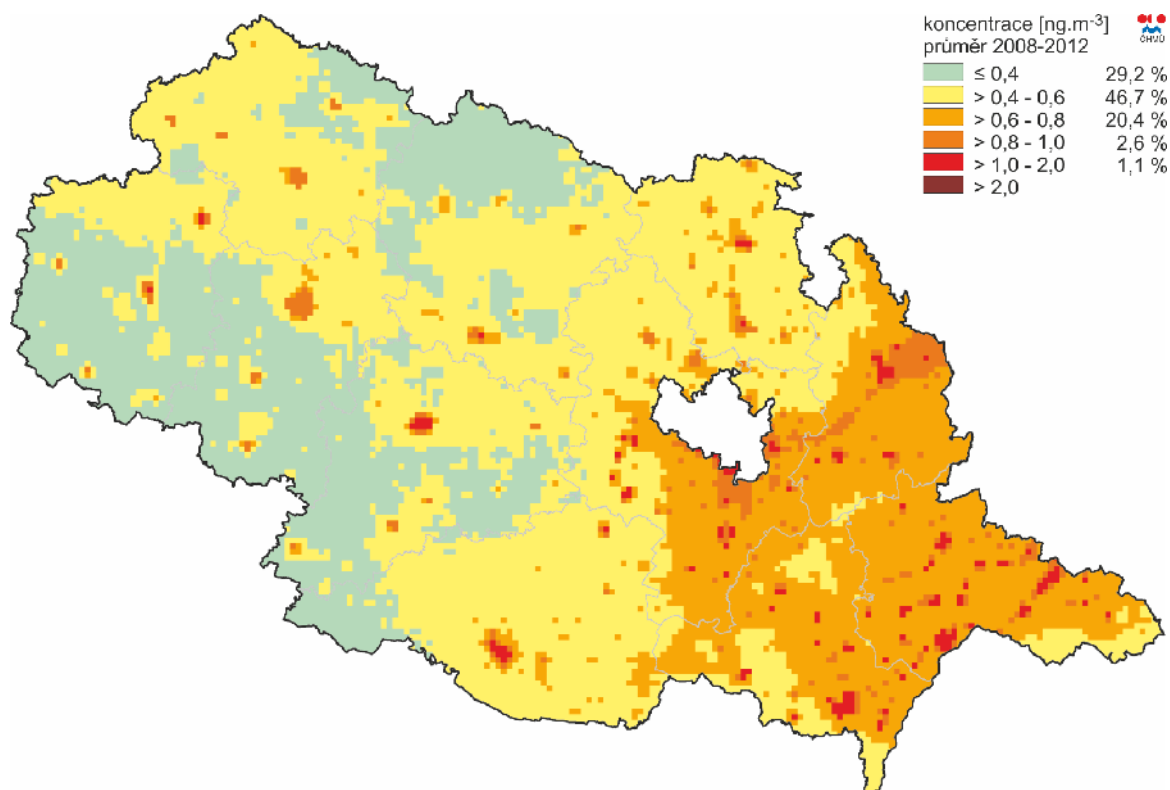 koncentrace [ng.m⁻³]
průměr 2008-2012
ČHMÚ
≤ 0,4 29,2 %
> 0,4 - 0,6 46,7 %
> 0,6 - 0,8 20,4 %
> 0,8 - 1,0 2,6 %
> 1,0 - 2,0 1,1 %
> 2,0